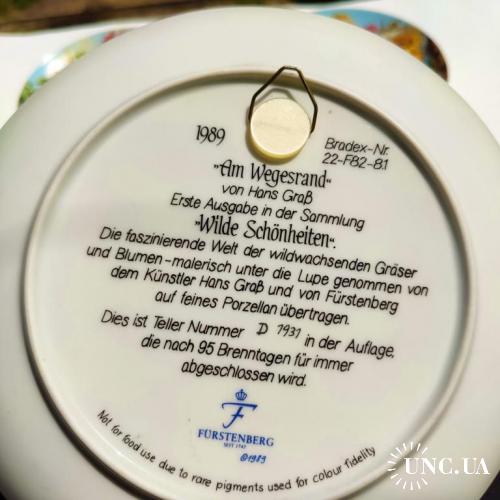 1989
Bradex-Nr.
22-F82-8.1
"Am Wegesrand"
von Hans Graß
Erste Ausgabe in der Sammlung
"Wilde Schönheiten".
Die faszinierende Welt der wildwachsenden Gräser
und Blumen-malerisch unter die Lupe genommen von
dem Künstler Hans Graß und von Fürstenberg
auf feines Porzellan übertragen.
Dies ist Teller Nummer D 1931 in der Auflage,
die nach 95 Brenntagen für immer
abgeschlossen wird.
F
FÜRSTENBERG
SEIT 1747
©1989
Not for food use due to rare pigments used for colour fidelity
UNC.UA